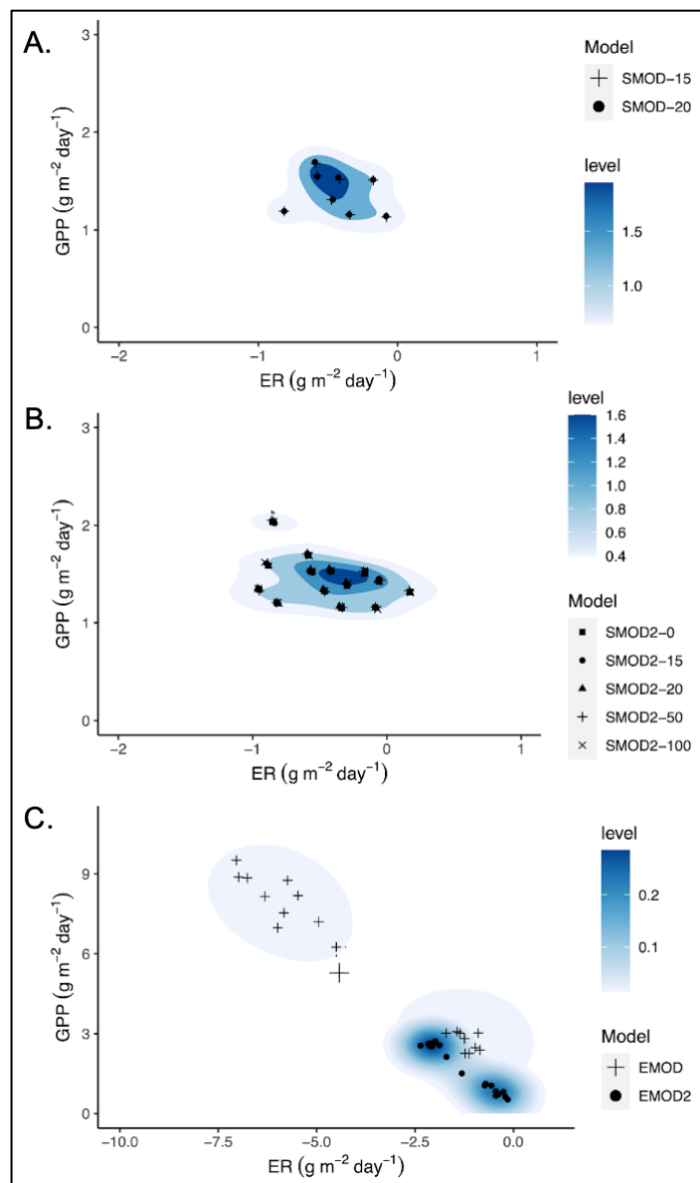 A.
GPP (g m⁻² day⁻¹)
3
2
1
0
-2
-1
0
1
ER (g m⁻² day⁻¹)
Model
SMOD-15
SMOD-20
level
1.5
1.0
B.
GPP (g m⁻² day⁻¹)
3
2
1
0
-2
-1
0
1
ER (g m⁻² day⁻¹)
level
1.6
1.4
1.2
1.0
0.8
0.6
0.4
Model
SMOD2-0
SMOD2-15
SMOD2-20
SMOD2-50
SMOD2-100
C.
GPP (g m⁻² day⁻¹)
9
6
3
0
-10.0
-7.5
-5.0
-2.5
0.0
ER (g m⁻² day⁻¹)
level
0.2
0.1
Model
EMOD
EMOD2